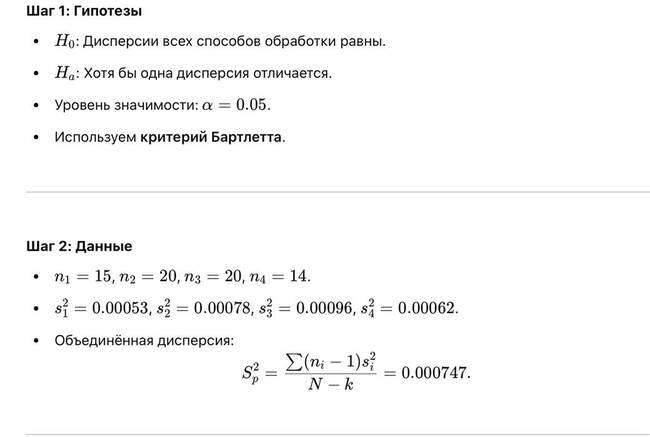 Шаг 1: Гипотезы
• H₀: Дисперсии всех способов обработки равны.
• Hₐ: Хотя бы одна дисперсия отличается.
• Уровень значимости: α = 0.05.
• Используем критерий Бартлетта.
Шаг 2: Данные
• n₁ = 15, n₂ = 20, n₃ = 20, n₄ = 14.
• s₁² = 0.00053, s₂² = 0.00078, s₃² = 0.00096, s₄² = 0.00062.
• Объединённая дисперсия:
Sₚ² = ∑(nᵢ − 1)sᵢ² / N − k = 0.000747.